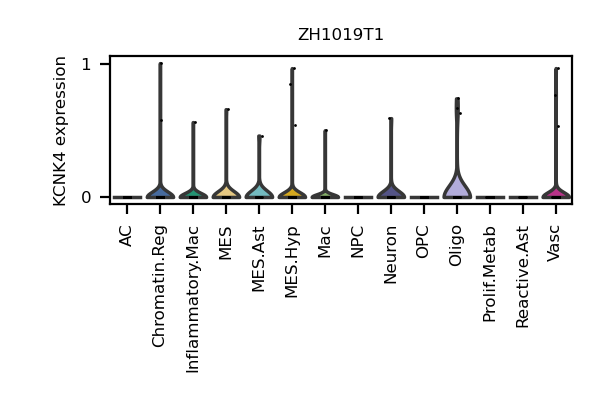 ZH1019T1
KCNK4 expression
1
0
AC
Chromatin.Reg
Inflammatory.Mac
MES
MES.Ast
MES.Hyp
Mac
NPC
Neuron
OPC
Oligo
Prolif.Metab
Reactive.Ast
Vasc